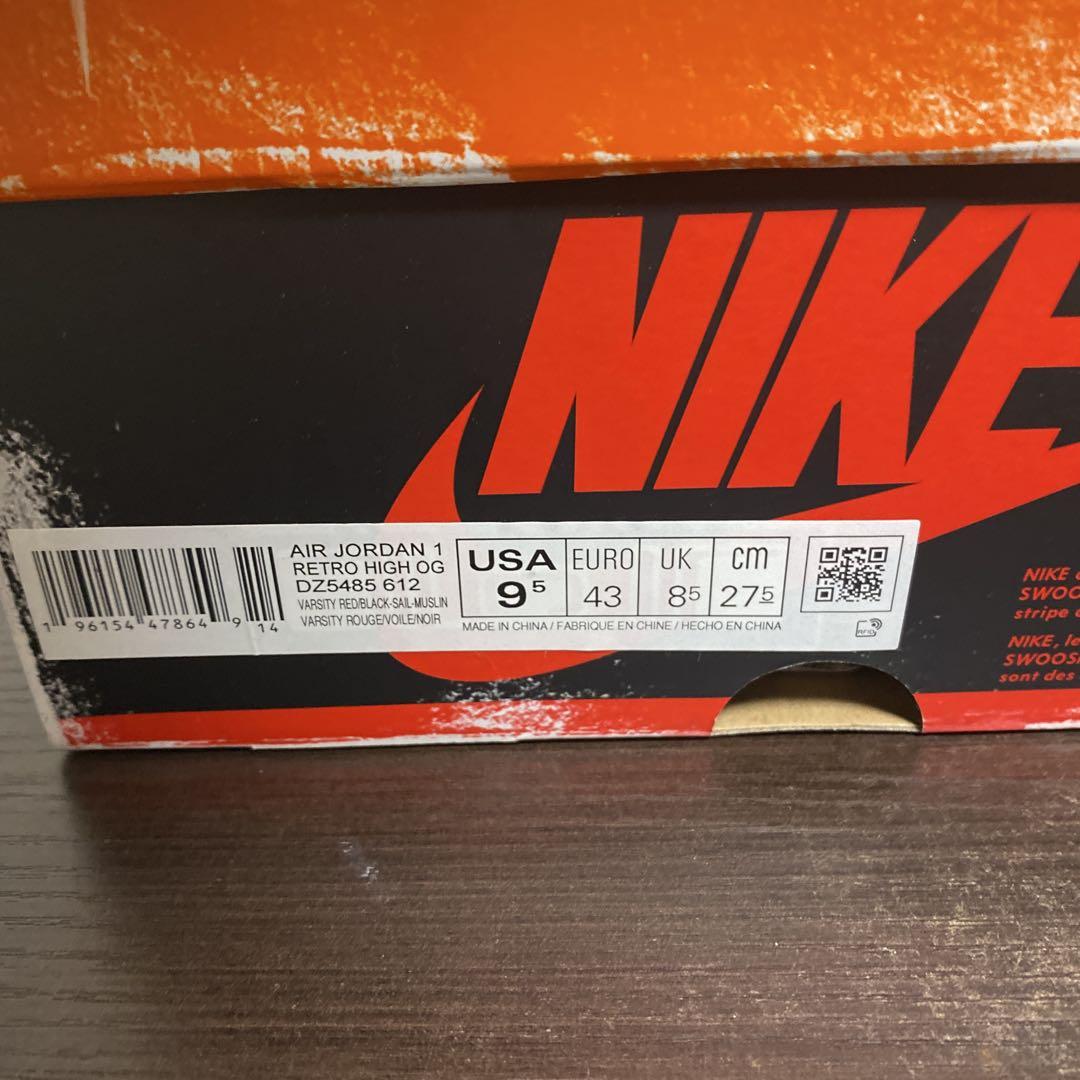 NIKE
AIR JORDAN 1
RETRO HIGH OG
DZ5485 612
VARSITY RED/BLACK-SAIL-MUSLIN
VARSITY ROUGE/VOILE/NOIR
1 96154 47864 9 14
USA EURO UK cm
9⁵ 43 8⁵ 27⁵
MADE IN CHINA / FABRIQUE EN CHINE / HECHO EN CHINA
RFID
NIKE
SWOO
stripe
NIKE, le
SWOOSH
sont des